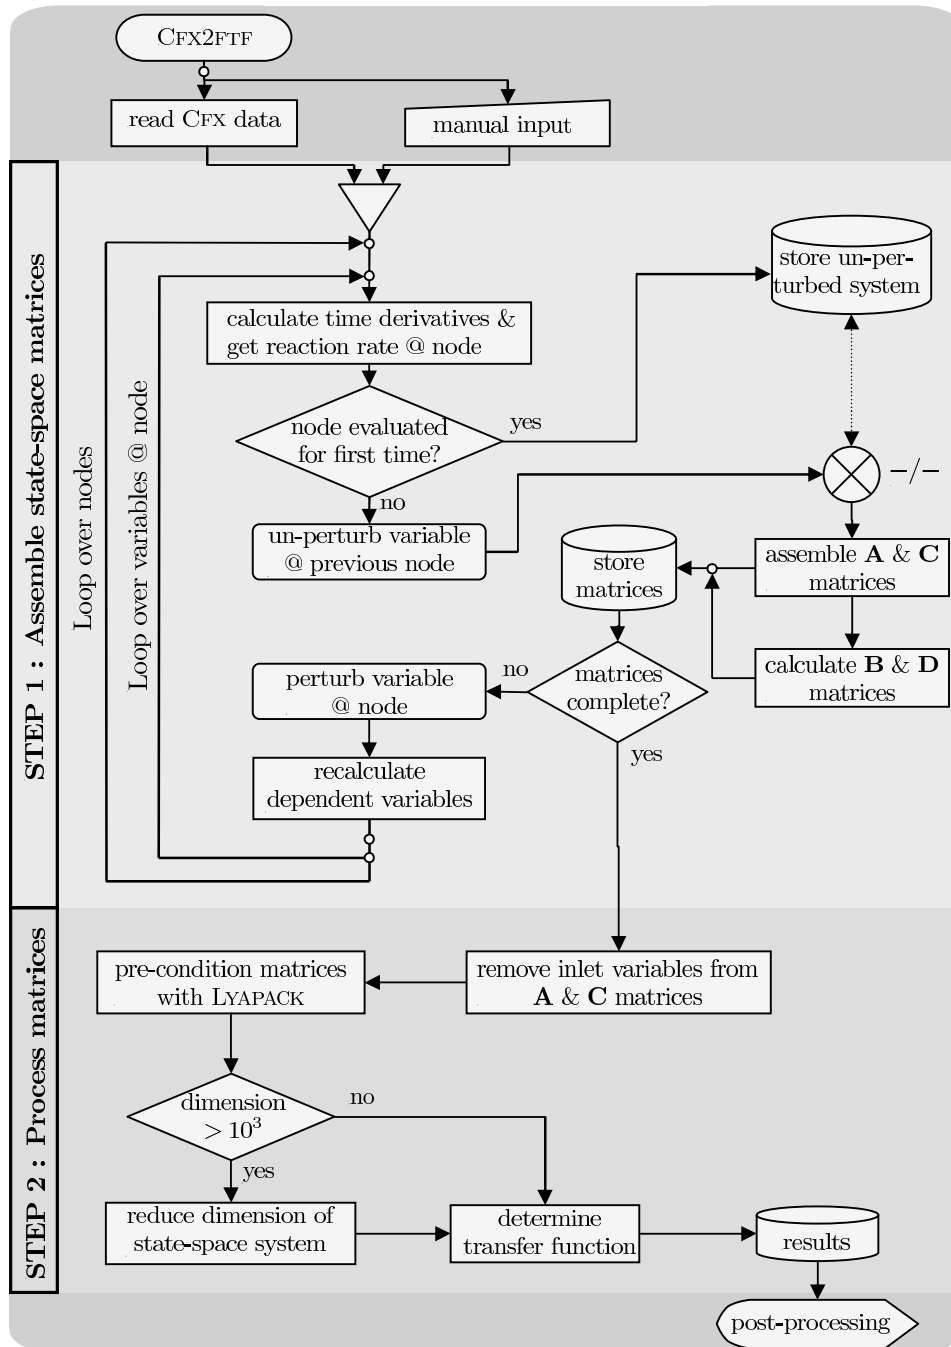 CFX2FTF
read CFX data
manual input
STEP 1 : Assemble state-space matrices
Loop over nodes
Loop over variables @ node
calculate time derivatives &
get reaction rate @ node
store un-per-
turbed system
node evaluated
for first time?
yes
no
−/−
un-perturb variable
@ previous node
store
matrices
assemble A & C
matrices
calculate B & D
matrices
matrices
complete?
no
yes
perturb variable
@ node
recalculate
dependent variables
STEP 2 : Process matrices
pre-condition matrices
with LYAPACK
remove inlet variables from
A & C matrices
dimension
> 10³
no
yes
reduce dimension of
state-space system
determine
transfer function
results
post-processing